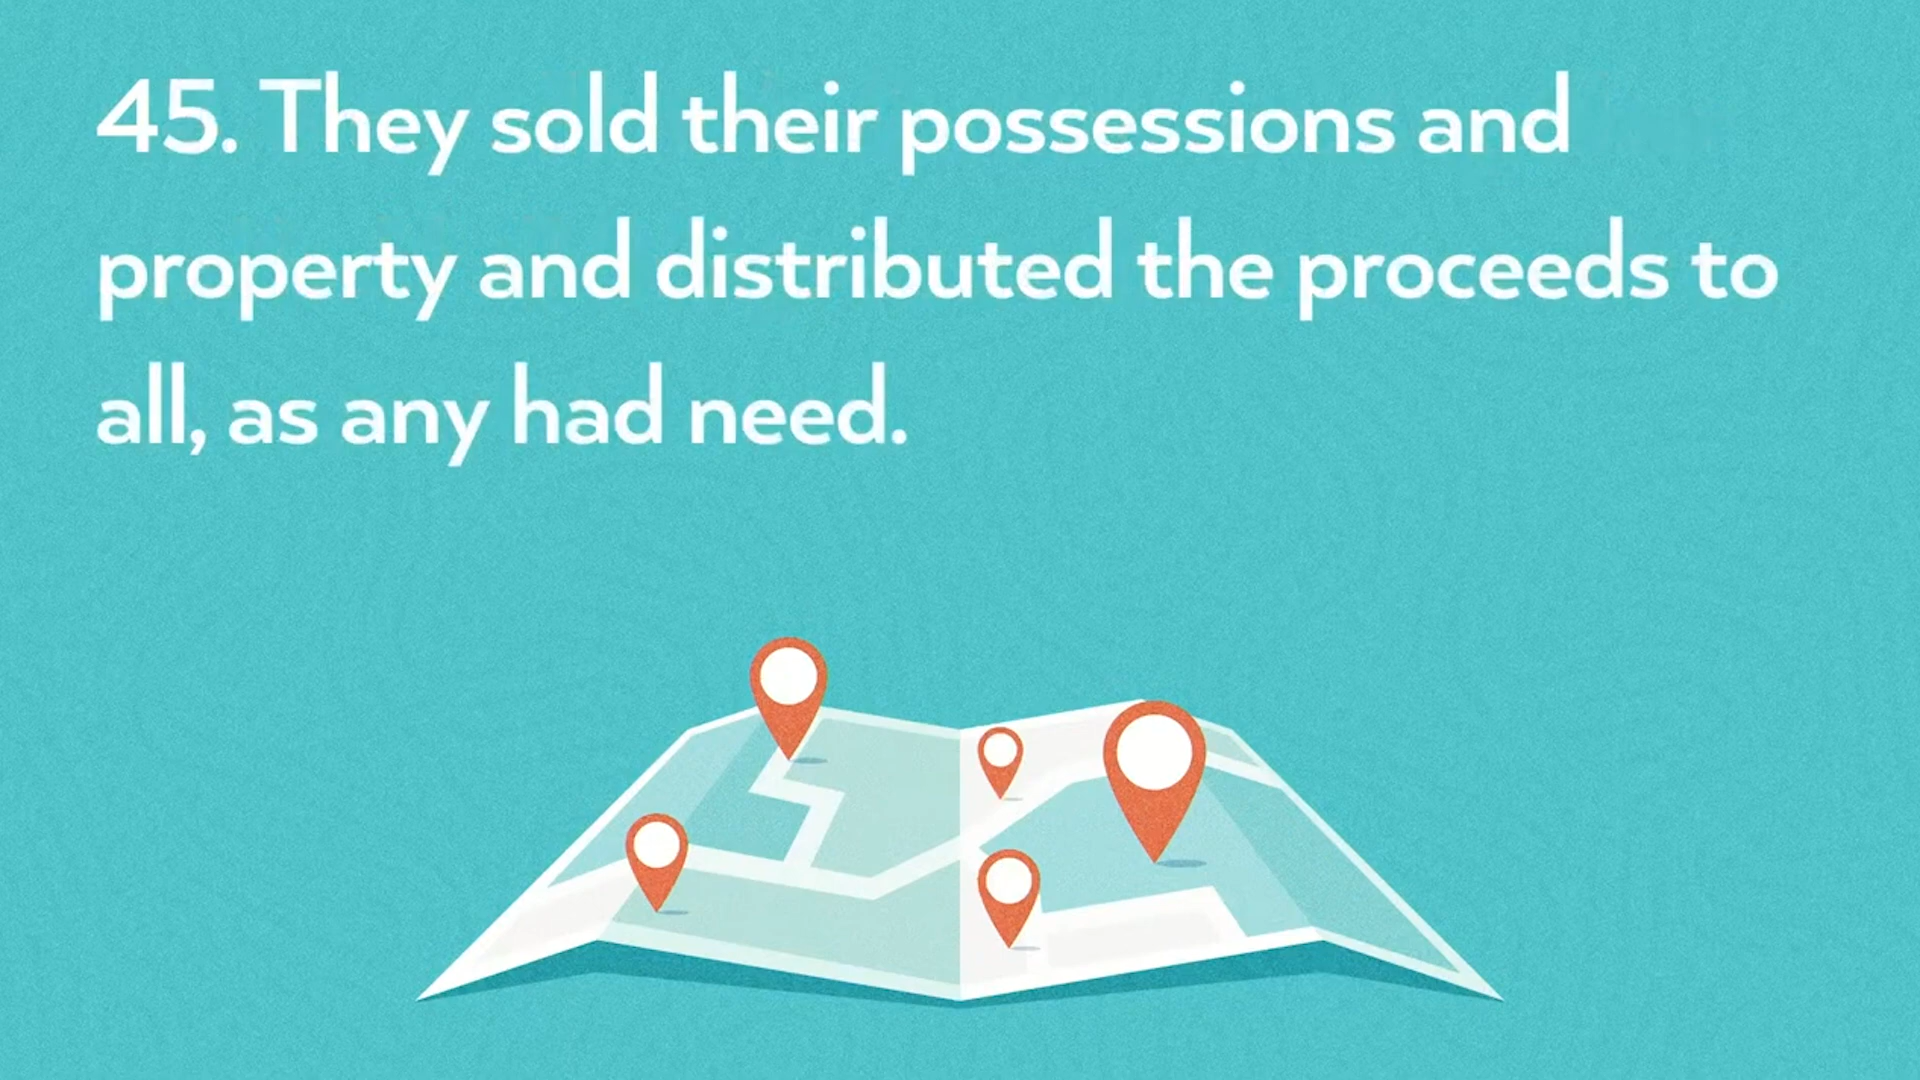 45. They sold their possessions and
property and distributed the proceeds to
all, as any had need.